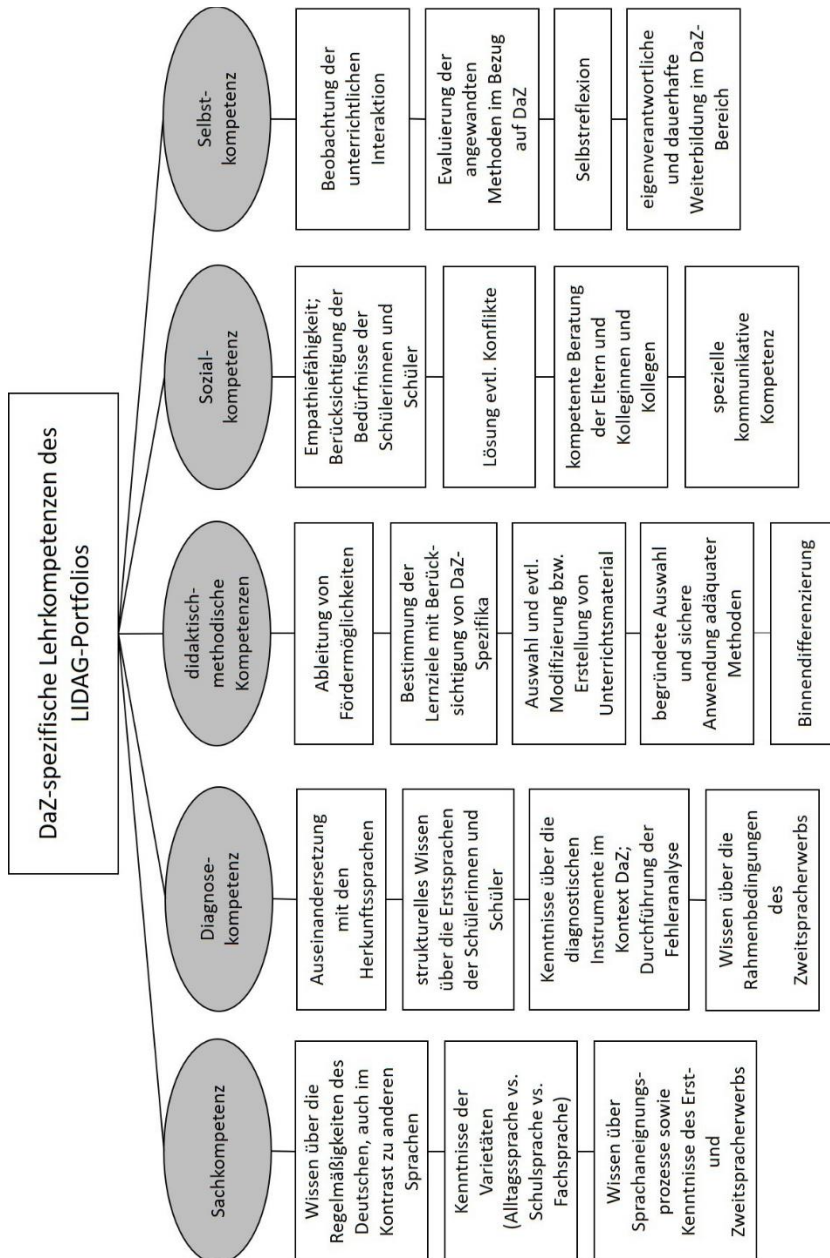 DaZ-spezifische Lehrkompetenzen des
LIDAG-Portfolios
Sachkompetenz
Wissen über die
Regelmäßigkeiten des
Deutschen, auch im
Kontrast zu anderen
Sprachen
Kenntnisse der
Varietäten
(Alltagssprache vs.
Schulsprache vs.
Fachsprache)
Wissen über
Sprachaneignungs-
prozesse sowie
Kenntnisse des Erst-
und
Zweitspracherwerbs
Diagnose-
kompetenz
Auseinandersetzung
mit den
Herkunftssprachen
strukturelles Wissen
über die Erstsprachen
der Schülerinnen und
Schüler
Kenntnisse über die
diagnostischen
Instrumente im
Kontext DaZ;
Durchführung der
Fehleranalyse
Wissen über die
Rahmenbedingungen
des
Zweitspracherwerbs
didaktisch-
methodische
Kompetenzen
Ableitung von
Fördermöglichkeiten
Bestimmung der
Lernziele mit Berück-
sichtigung von DaZ-
Spezifika
Auswahl und evtl.
Modifizierung bzw.
Erstellung von
Unterrichtsmaterial
begründete Auswahl
und sichere
Anwendung adäquater
Methoden
Binnendifferenzierung
Sozial-
kompetenz
Empathiefähigkeit;
Berücksichtigung der
Bedürfnisse der
Schülerinnen und
Schüler
Lösung evtl. Konflikte
kompetente Beratung
der Eltern und
Kolleginnen und
Kollegen
spezielle
kommunikative
Kompetenz
Selbst-
kompetenz
Beobachtung der
unterrichtlichen
Interaktion
Evaluierung der
angewandten
Methoden im Bezug
auf DaZ
Selbstreflexion
eigenverantwortliche
und dauerhafte
Weiterbildung im DaZ-
Bereich